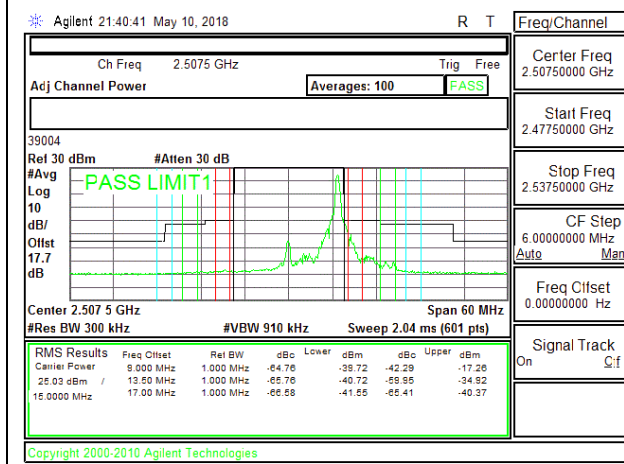 Agilent 21:40:41 May 10, 2018 R T
Freq/Channel
Ch Freq 2.5075 GHz Trig Free
Adj Channel Power Averages: 100 PASS
Center Freq
2.50750000 GHz
Start Freq
2.47750000 GHz
Stop Freq
2.53750000 GHz
CF Step
6.00000000 MHz
Auto Man
Freq Offset
0.00000000 Hz
Signal Track
On Off
39004
Ref 30 dBm #Atten 30 dB
#Avg
Log
10
dB/
Offst
17.7
dB
PASS LIMIT1
Center 2.507 5 GHz Span 60 MHz
#Res BW 300 kHz #VBW 910 kHz Sweep 2.04 ms (601 pts)
RMS Results Freq Offset Ref BW dBc Lower dBm dBc Upper dBm
Carrier Power 9.000 MHz 1.000 MHz -64.76 -39.72 -42.29 -17.26
25.03 dBm / 13.50 MHz 1.000 MHz -65.76 -40.72 -59.95 -34.92
15.0000 MHz 17.00 MHz 1.000 MHz -66.58 -41.55 -65.41 -40.37
Copyright 2000-2010 Agilent Technologies